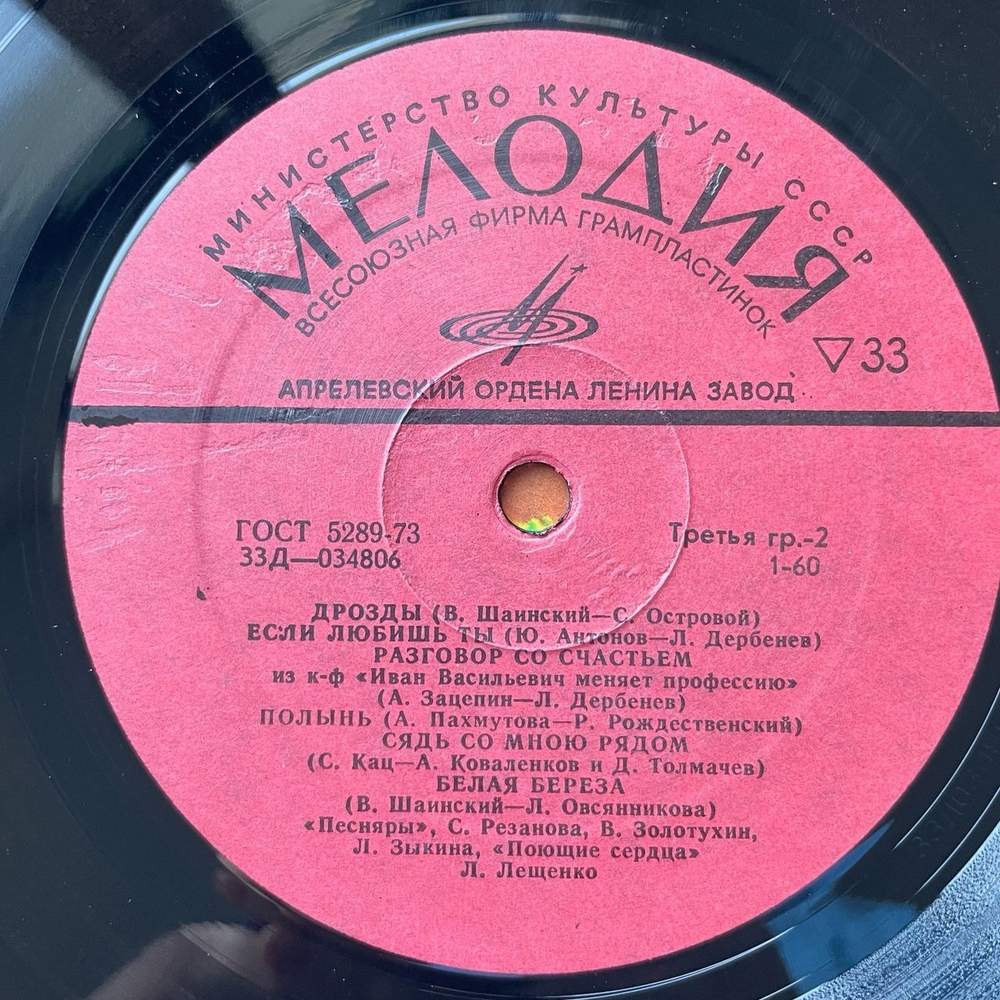 МИНИСТЕРСТВО КУЛЬТУРЫ СССР
МЕЛОДИЯ
ВСЕСОЮЗНАЯ ФИРМА ГРАМПЛАСТИНОК
33
АПРЕЛЕВСКИЙ ОРДЕНА ЛЕНИНА ЗАВОД
ГОСТ 5289-73
Третья гр.-2
33Д—034806
1-60
ДРОЗДЫ (В. Шаинский—С. Островой)
ЕСЛИ ЛЮБИШЬ ТЫ (Ю. Антонов—Л. Дербенев)
РАЗГОВОР СО СЧАСТЬЕМ
из к-ф «Иван Васильевич меняет профессию»
(А. Зацепин—Л. Дербенев)
ПОЛЫНЬ (А. Пахмутова—Р. Рождественский)
СЯДЬ СО МНОЮ РЯДОМ
(С. Кац—А. Коваленков и Д. Толмачев)
БЕЛАЯ БЕРЕЗА
(В. Шаинский—Л. Овсянникова)
«Песняры», С. Резанова, В. Золотухин,
Л. Зыкина, «Поющие сердца»
Л. Лещенко